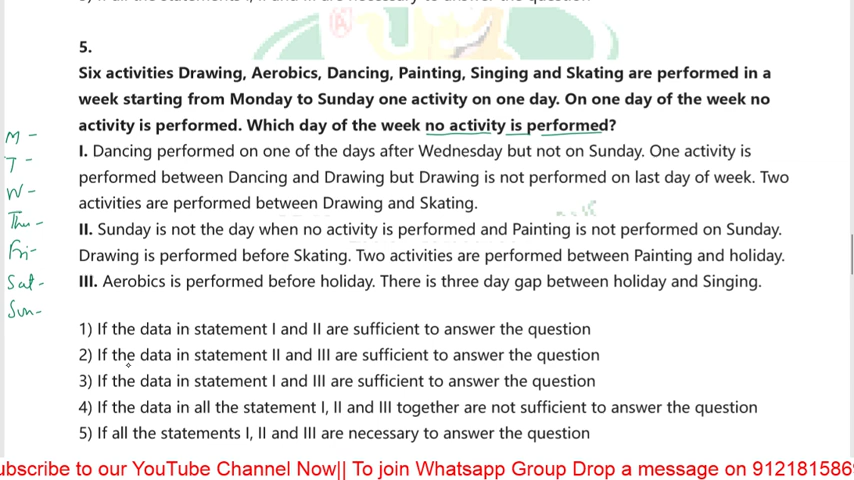 5.
Six activities Drawing, Aerobics, Dancing, Painting, Singing and Skating are performed in a
week starting from Monday to Sunday one activity on one day. On one day of the week no
activity is performed. Which day of the week no activity is performed?
I. Dancing performed on one of the days after Wednesday but not on Sunday. One activity is
performed between Dancing and Drawing but Drawing is not performed on last day of week. Two
activities are performed between Drawing and Skating.
II. Sunday is not the day when no activity is performed and Painting is not performed on Sunday.
Drawing is performed before Skating. Two activities are performed between Painting and holiday.
III. Aerobics is performed before holiday. There is three day gap between holiday and Singing.
M -
T -
W -
Thu -
Fri -
Sat -
Sun -
1) If the data in statement I and II are sufficient to answer the question
2) If the data in statement II and III are sufficient to answer the question
3) If the data in statement I and III are sufficient to answer the question
4) If the data in all the statement I, II and III together are not sufficient to answer the question
5) If all the statements I, II and III are necessary to answer the question
ubscribe to our YouTube Channel Now|| To join Whatsapp Group Drop a message on 912181586